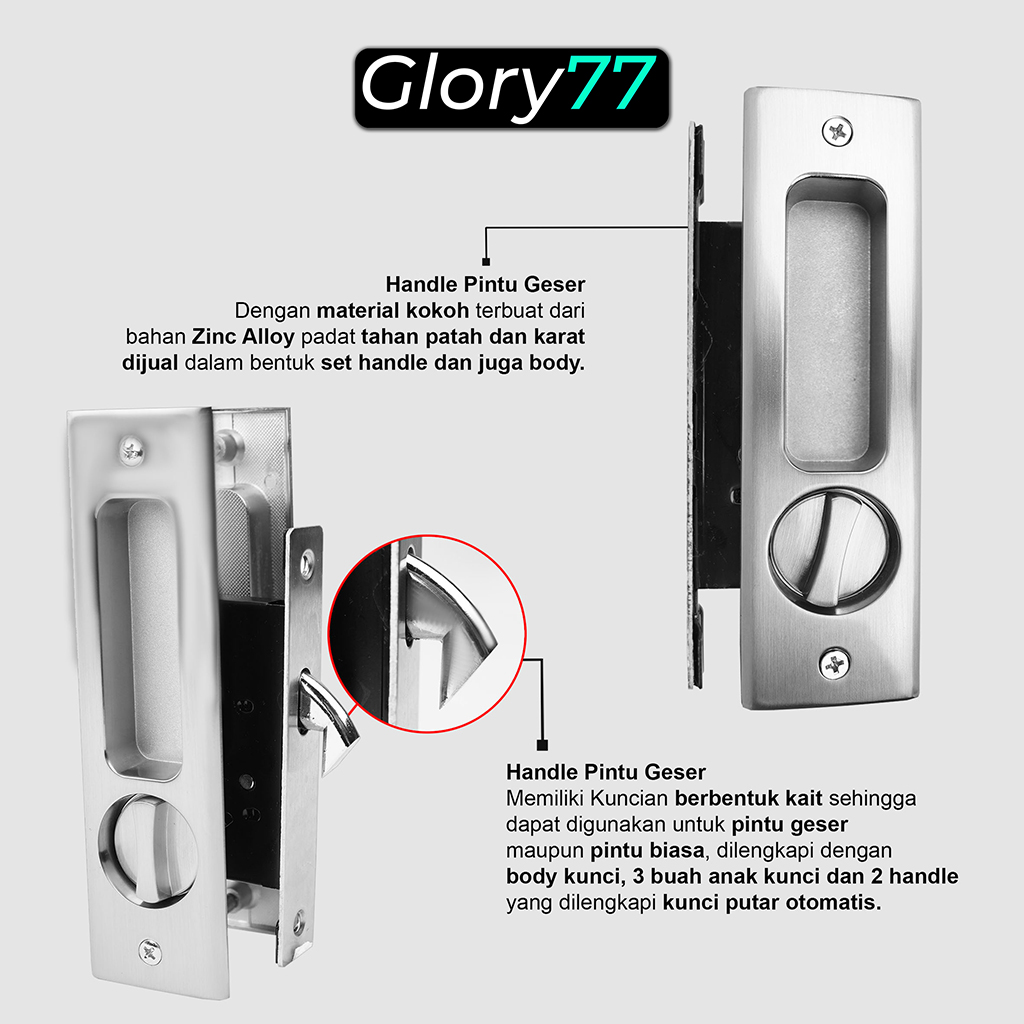 Glory77
Handle Pintu Geser
Dengan material kokoh terbuat dari
bahan Zinc Alloy padat tahan patah dan karat
dijual dalam bentuk set handle dan juga body.
Handle Pintu Geser
Memiliki Kuncian berbentuk kait sehingga
dapat digunakan untuk pintu geser
maupun pintu biasa, dilengkapi dengan
body kunci, 3 buah anak kunci dan 2 handle
yang dilengkapi kunci putar otomatis.